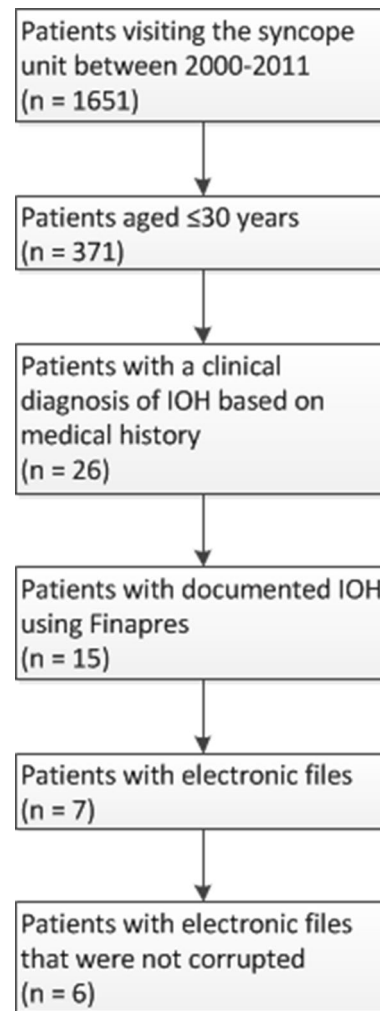 Patients visiting the syncope
unit between 2000-2011
(n = 1651)
Patients aged ≤30 years
(n = 371)
Patients with a clinical
diagnosis of IOH based on
medical history
(n = 26)
Patients with documented IOH
using Finapres
(n = 15)
Patients with electronic files
(n = 7)
Patients with electronic files
that were not corrupted
(n = 6)